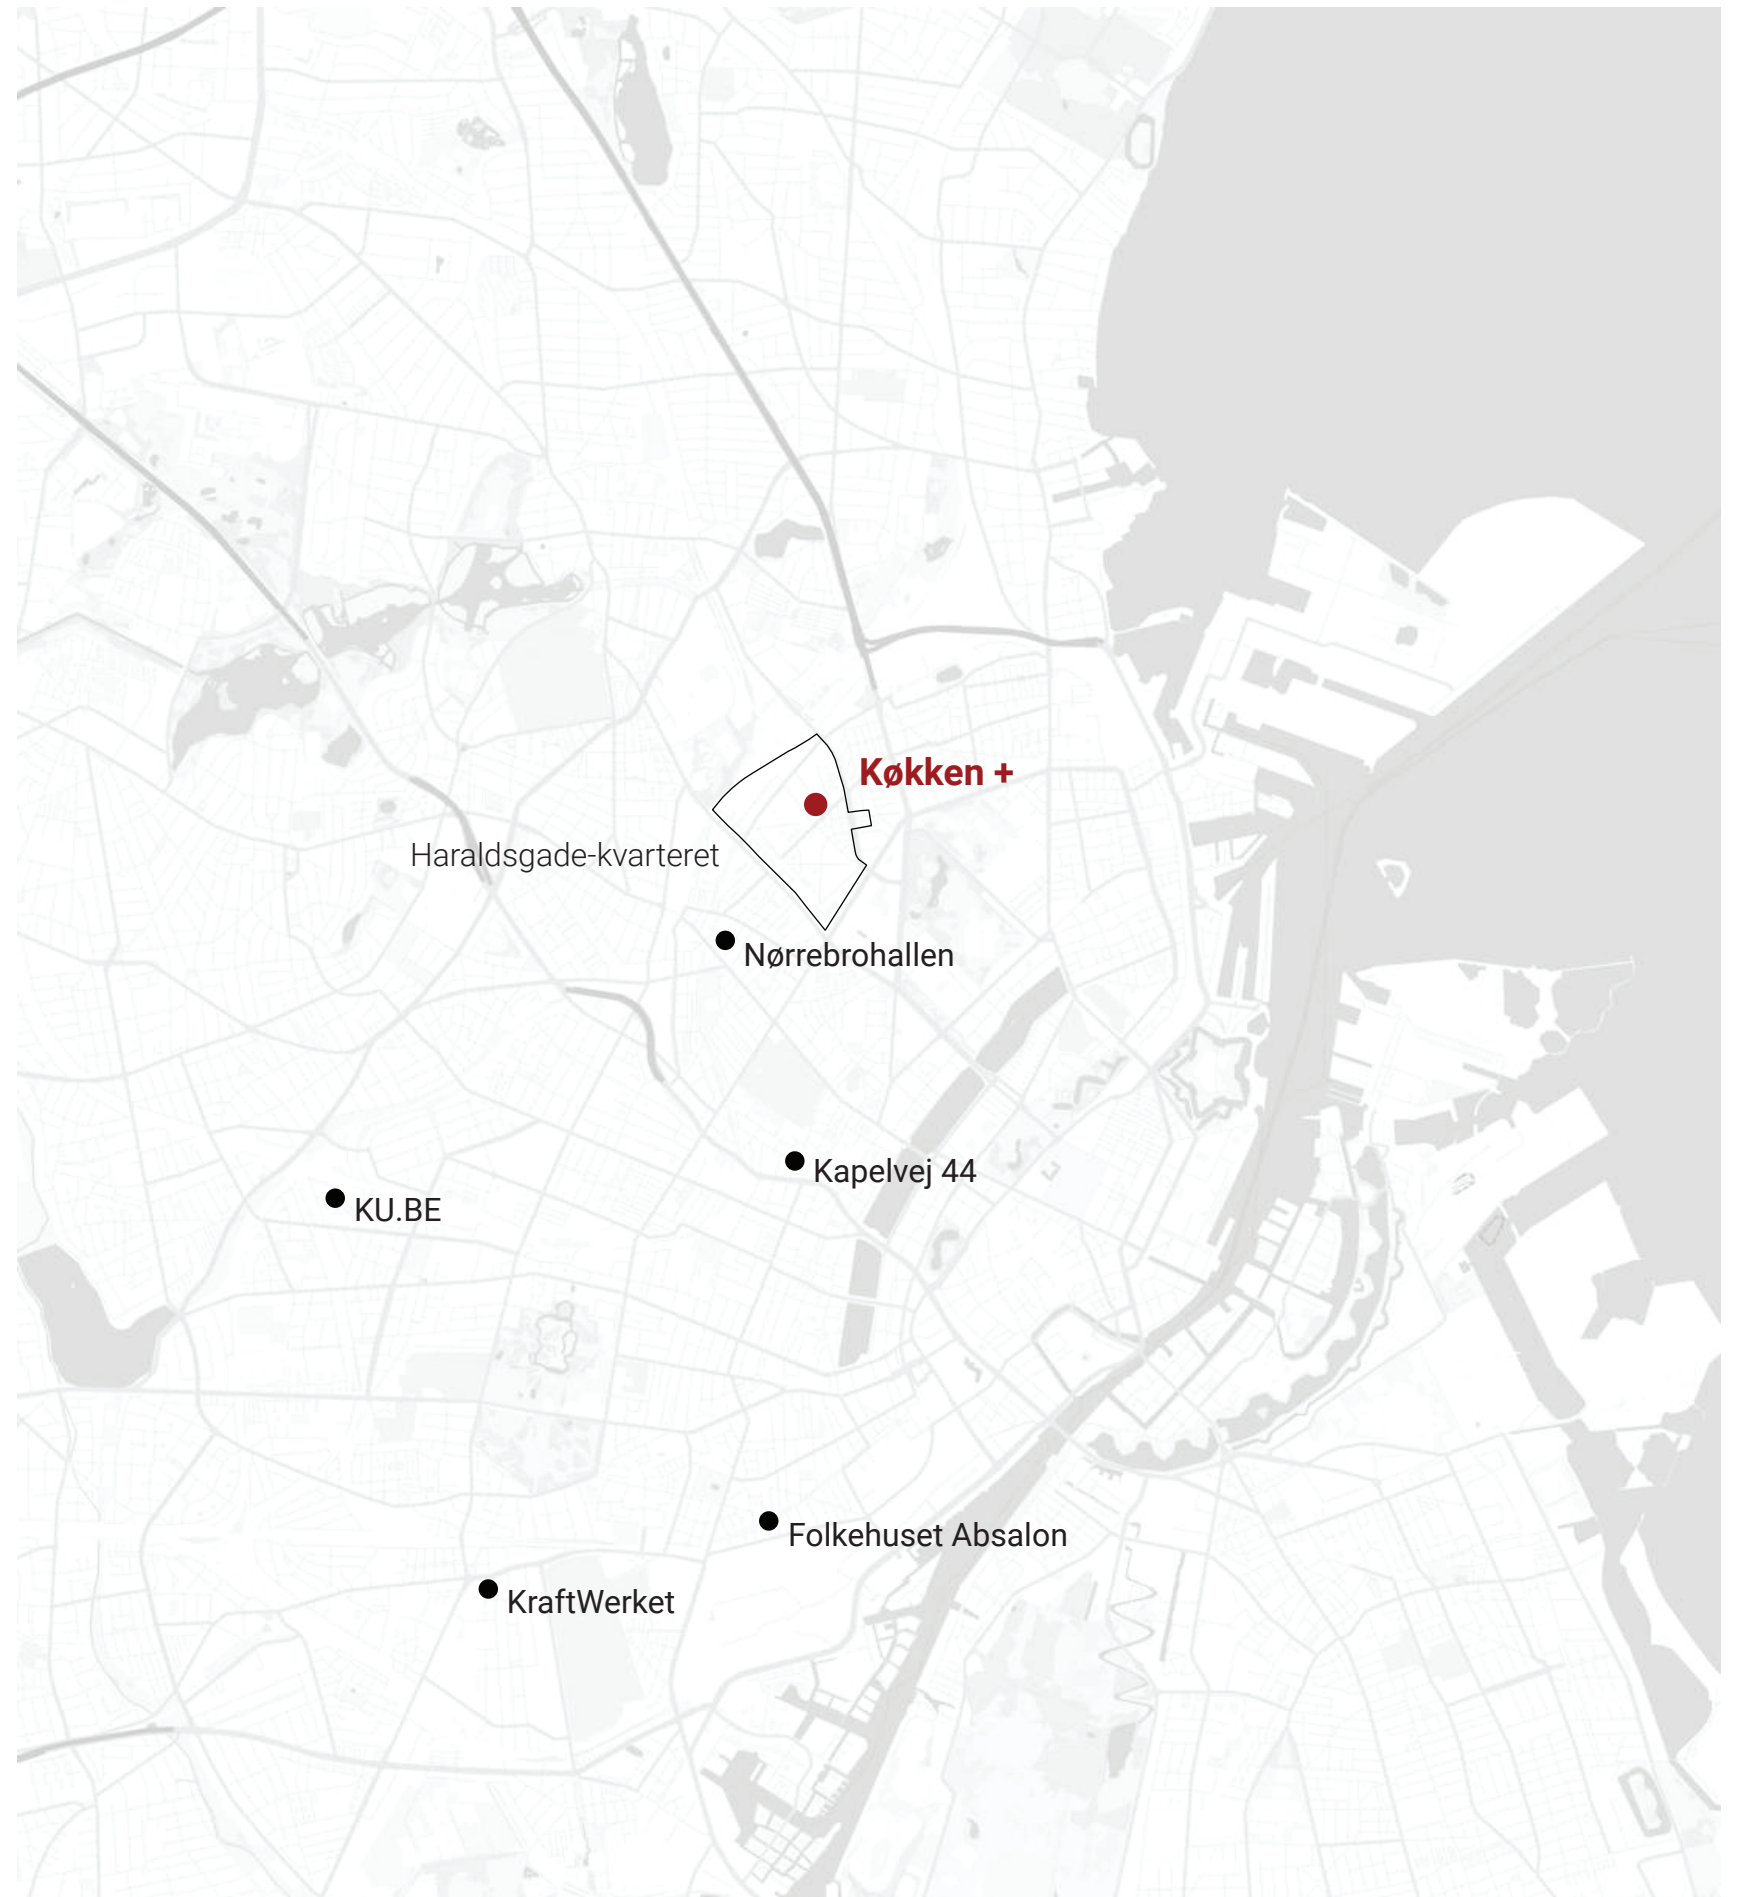 Køkken +
Haraldsgade-kvarteret
Nørrebrohallen
Kapelvej 44
KU.BE
Folkehuset Absalon
KraftWerket